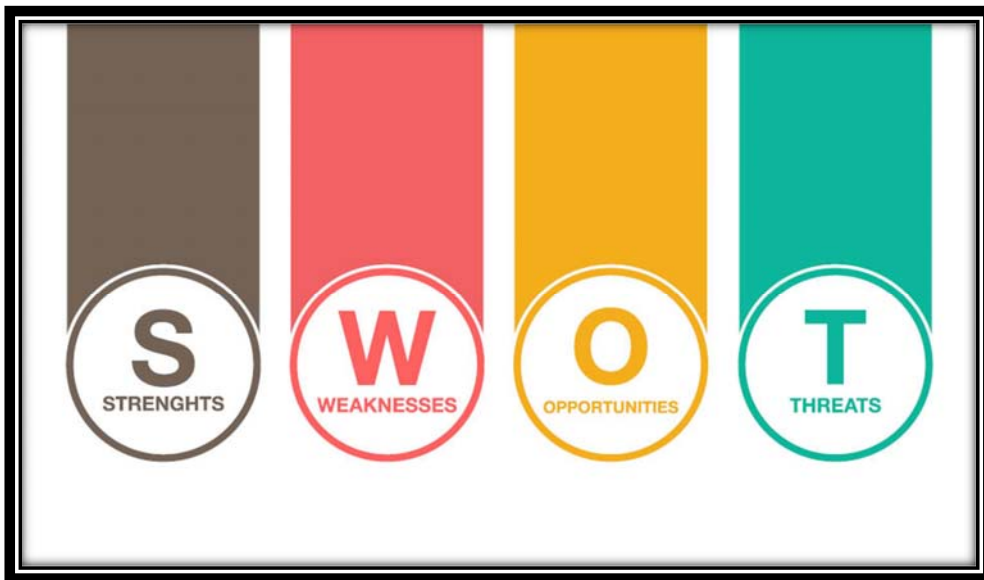 S
STRENGHTS
W
WEAKNESSES
O
OPPORTUNITIES
T
THREATS